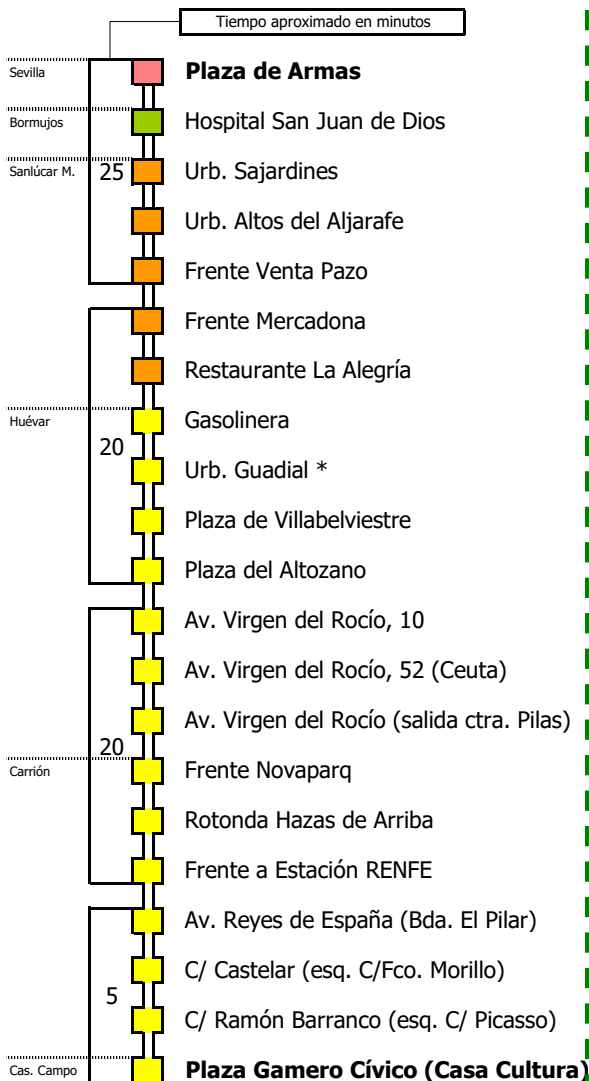 Tiempo aproximado en minutos
Sevilla
Plaza de Armas
Bormujos
Hospital San Juan de Dios
Sanlúcar M.
25
Urb. Sajardines
Urb. Altos del Aljarafe
Frente Venta Pazo
Frente Mercadona
Restaurante La Alegría
Huévar
Gasolinera
20
Urb. Guadial *
Plaza de Villabelviestre
Plaza del Altozano
Av. Virgen del Rocío, 10
Av. Virgen del Rocío, 52 (Ceuta)
Av. Virgen del Rocío (salida ctra. Pilas)
20
Carrión
Frente Novaparq
Rotonda Hazas de Arriba
Frente a Estación RENFE
Av. Reyes de España (Bda. El Pilar)
C/ Castelar (esq. C/Fco. Morillo)
5
C/ Ramón Barranco (esq. C/ Picasso)
Cas. Campo
Plaza Gamero Cívico (Casa Cultura)